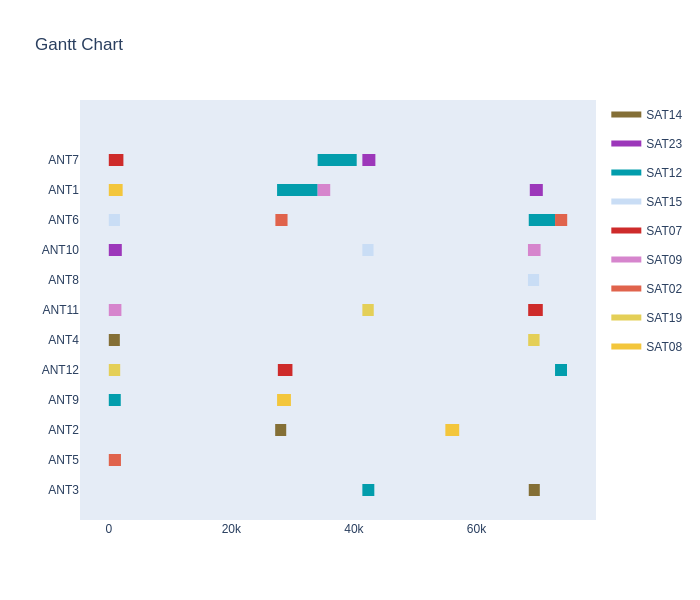 Gantt Chart
ANT7
ANT1
ANT6
ANT10
ANT8
ANT11
ANT4
ANT12
ANT9
ANT2
ANT5
ANT3
0 20k 40k 60k
SAT14
SAT23
SAT12
SAT15
SAT07
SAT09
SAT02
SAT19
SAT08